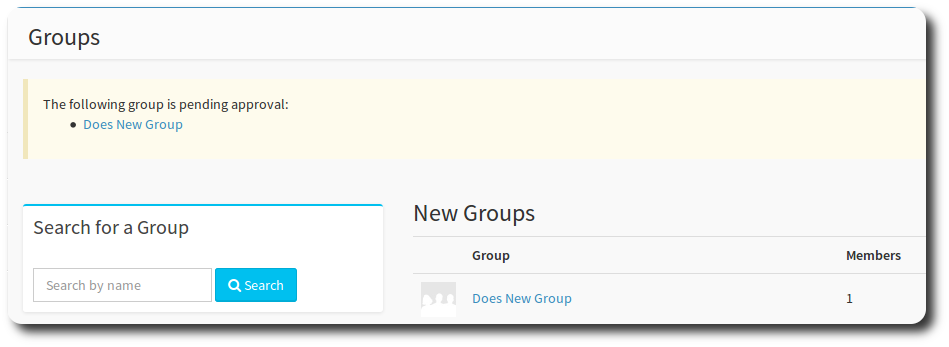 Groups
The following group is pending approval:
• Does New Group
Search for a Group
Search by name
Search
New Groups
Group Members
Does New Group 1